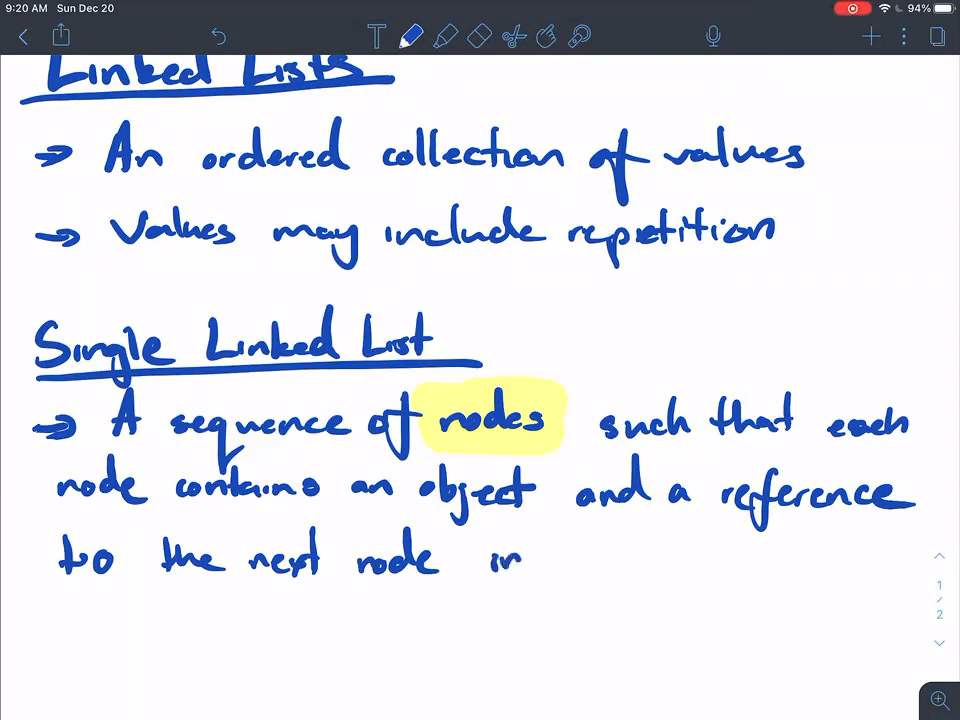 9:20 AM Sun Dec 20
94%
Linked Lists
→ An ordered collection of values
→ Values may include repetition
Single Linked List
→ A sequence of nodes such that each
node contains an object and a reference
to the next node in
1
/
2